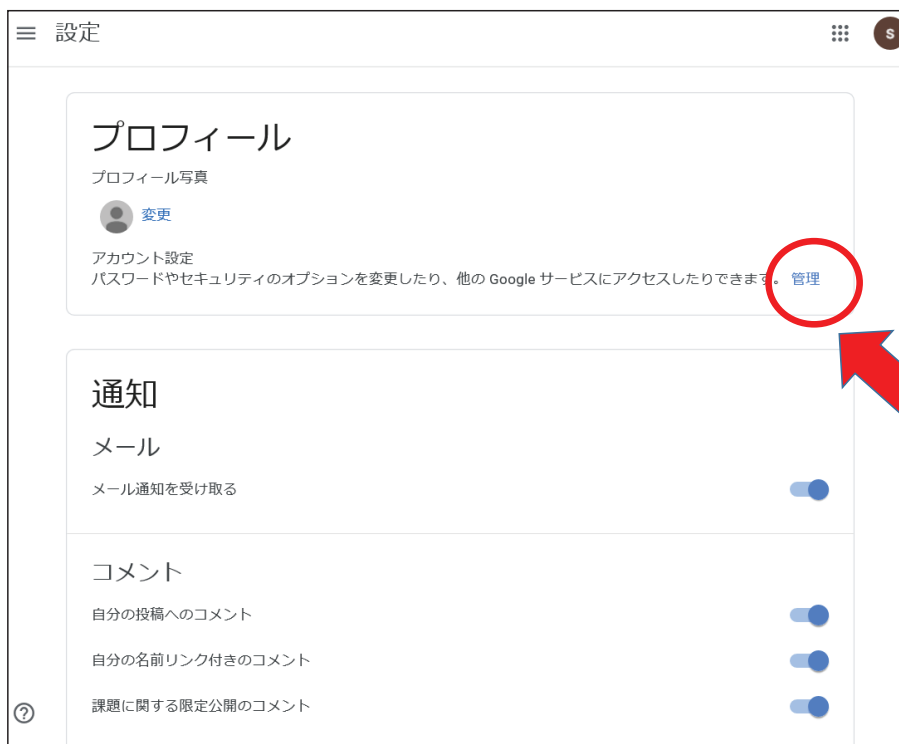 設定
S
プロフィール
プロフィール写真
変更
アカウント設定
パスワードやセキュリティのオプションを変更したり、他の Google サービスにアクセスしたりできます。 管理
通知
メール
メール通知を受け取る
コメント
自分の投稿へのコメント
自分の名前リンク付きのコメント
課題に関する限定公開のコメント
?